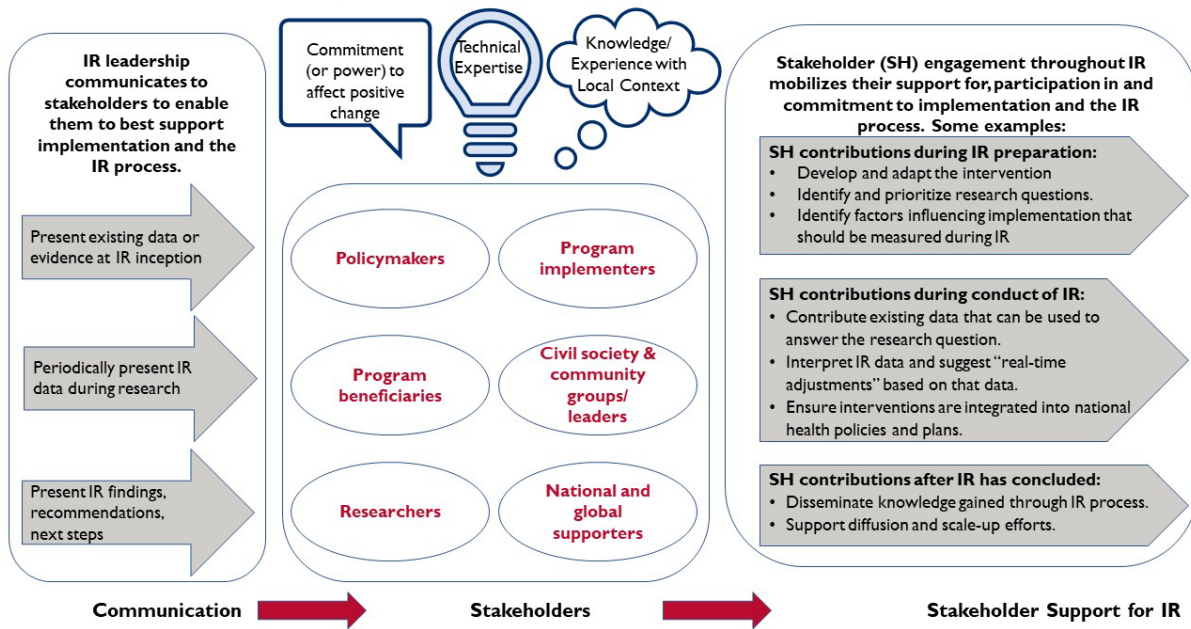 IR leadership
communicates to
stakeholders to enable
them to best support
implementation and the
IR process.
Present existing data or
evidence at IR inception
Periodically present IR
data during research
Present IR findings,
recommendations,
next steps
Commitment
(or power) to
affect positive
change
Technical
Expertise
Knowledge/
Experience with
Local Context
Policymakers
Program
implementers
Program
beneficiaries
Civil society &
community
groups/
leaders
Researchers
National and
global
supporters
Stakeholder (SH) engagement throughout IR
mobilizes their support for, participation in and
commitment to implementation and the IR
process. Some examples:
SH contributions during IR preparation:
• Develop and adapt the intervention
• Identify and prioritize research questions.
• Identify factors influencing implementation that
should be measured during IR
SH contributions during conduct of IR:
• Contribute existing data that can be used to
answer the research question.
• Interpret IR data and suggest “real-time
adjustments” based on that data.
• Ensure interventions are integrated into national
health policies and plans.
SH contributions after IR has concluded:
• Disseminate knowledge gained through IR process.
• Support diffusion and scale-up efforts.
Communication
Stakeholders
Stakeholder Support for IR